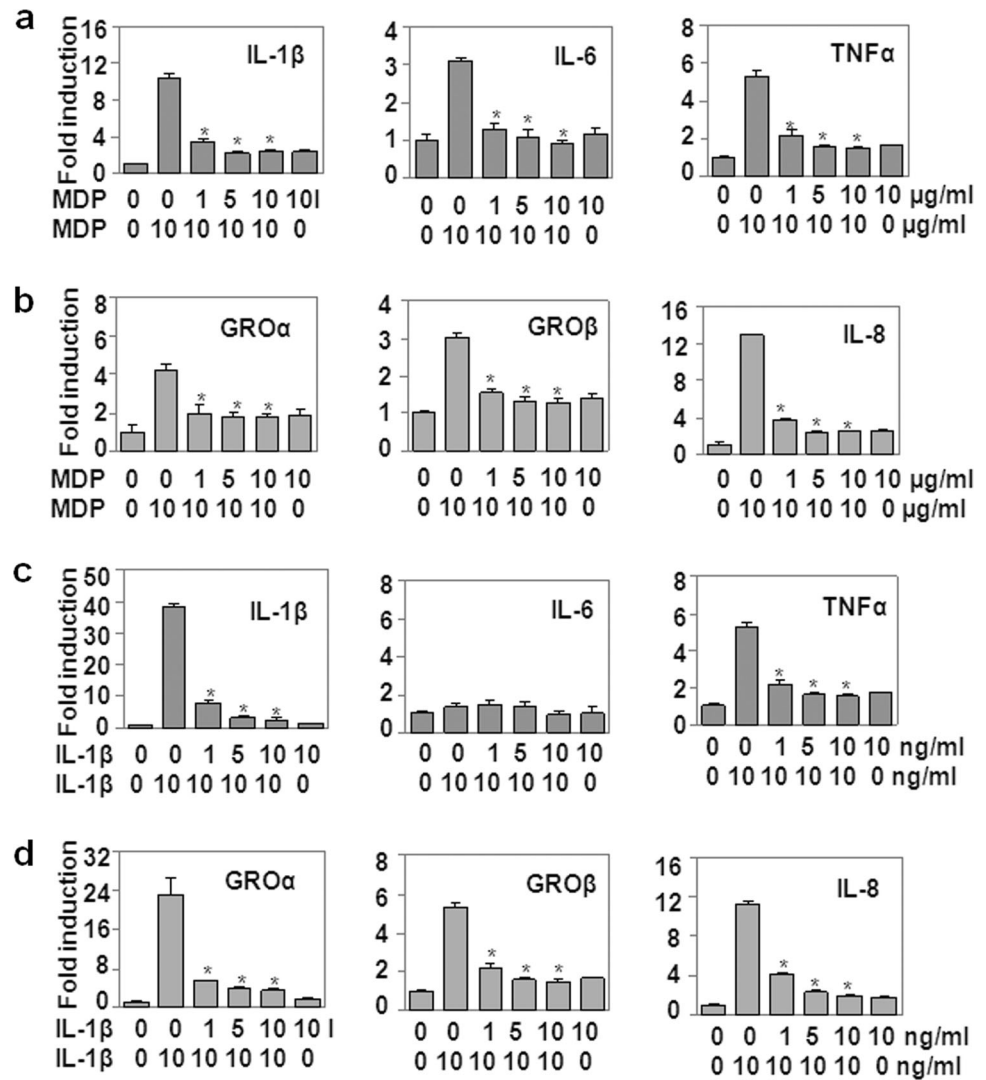 a
Fold induction
16
12
8
4
0
IL-1β
4
3
2
1
0
IL-6
8
6
4
2
0
TNFα
* * *
* * *
* * *
MDP 0 0 1 5 10 10l
MDP 0 10 10 10 10 0
0 0 1 5 10 10
0 10 10 10 10 0
0 0 1 5 10 10 µg/ml
0 10 10 10 10 0 µg/ml
b
Fold induction
8
6
4
2
0
GROα
4
3
2
1
0
GROβ
16
12
8
4
0
IL-8
* * *
* * *
* * *
MDP 0 0 1 5 10 10
MDP 0 10 10 10 10 0
0 0 1 5 10 10
0 10 10 10 10 0
0 0 1 5 10 10 µg/ml
0 10 10 10 10 0 µg/ml
c
Fold induction
50
40
30
20
10
0
IL-1β
8
6
4
2
0
IL-6
8
6
4
2
0
TNFα
* * *
* * *
IL-1β 0 0 1 5 10 10
IL-1β 0 10 10 10 10 0
0 0 1 5 10 10
0 10 10 10 10 0
0 0 1 5 10 10 ng/ml
0 10 10 10 10 0 ng/ml
d
Fold induction
32
24
16
8
0
GROα
8
6
4
2
0
GROβ
16
12
8
4
0
IL-8
* * *
* * *
* * *
IL-1β 0 0 1 5 10 10 l
IL-1β 0 10 10 10 10 0
0 0 1 5 10 10
0 10 10 10 10 0
0 0 1 5 10 10 ng/ml
0 10 10 10 10 0 ng/ml